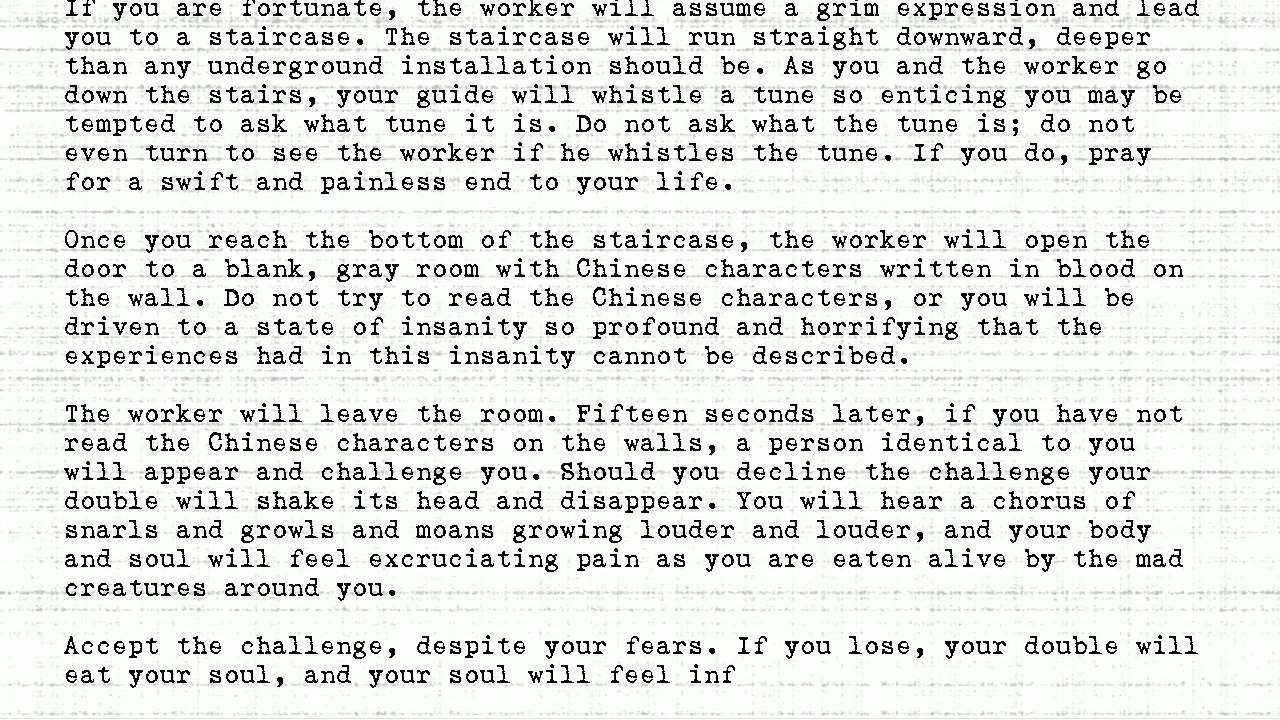 If you are fortunate, the worker will assume a grim expression and lead
you to a staircase. The staircase will run straight downward, deeper
than any underground installation should be. As you and the worker go
down the stairs, your guide will whistle a tune so enticing you may be
tempted to ask what tune it is. Do not ask what the tune is; do not
even turn to see the worker if he whistles the tune. If you do, pray
for a swift and painless end to your life.

Once you reach the bottom of the staircase, the worker will open the
door to a blank, gray room with Chinese characters written in blood on
the wall. Do not try to read the Chinese characters, or you will be
driven to a state of insanity so profound and horrifying that the
experiences had in this insanity cannot be described.

The worker will leave the room. Fifteen seconds later, if you have not
read the Chinese characters on the walls, a person identical to you
will appear and challenge you. Should you decline the challenge your
double will shake its head and disappear. You will hear a chorus of
snarls and growls and moans growing louder and louder, and your body
and soul will feel excruciating pain as you are eaten alive by the mad
creatures around you.

Accept the challenge, despite your fears. If you lose, your double will
eat your soul, and your soul will feel inf